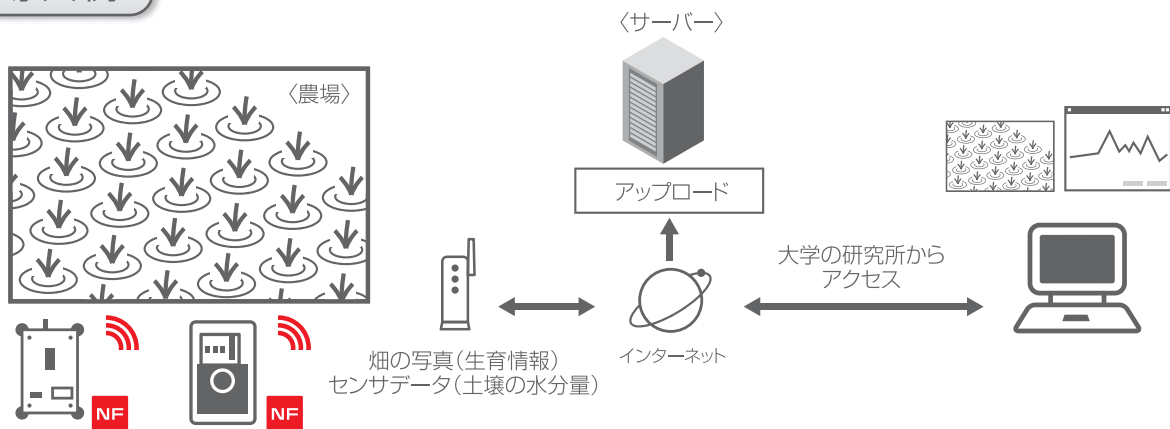 〈サーバー〉
〈農場〉
アップロード
大学の研究所から
アクセス
畑の写真(生育情報)
センサデータ(土壌の水分量)
インターネット
NF
NF